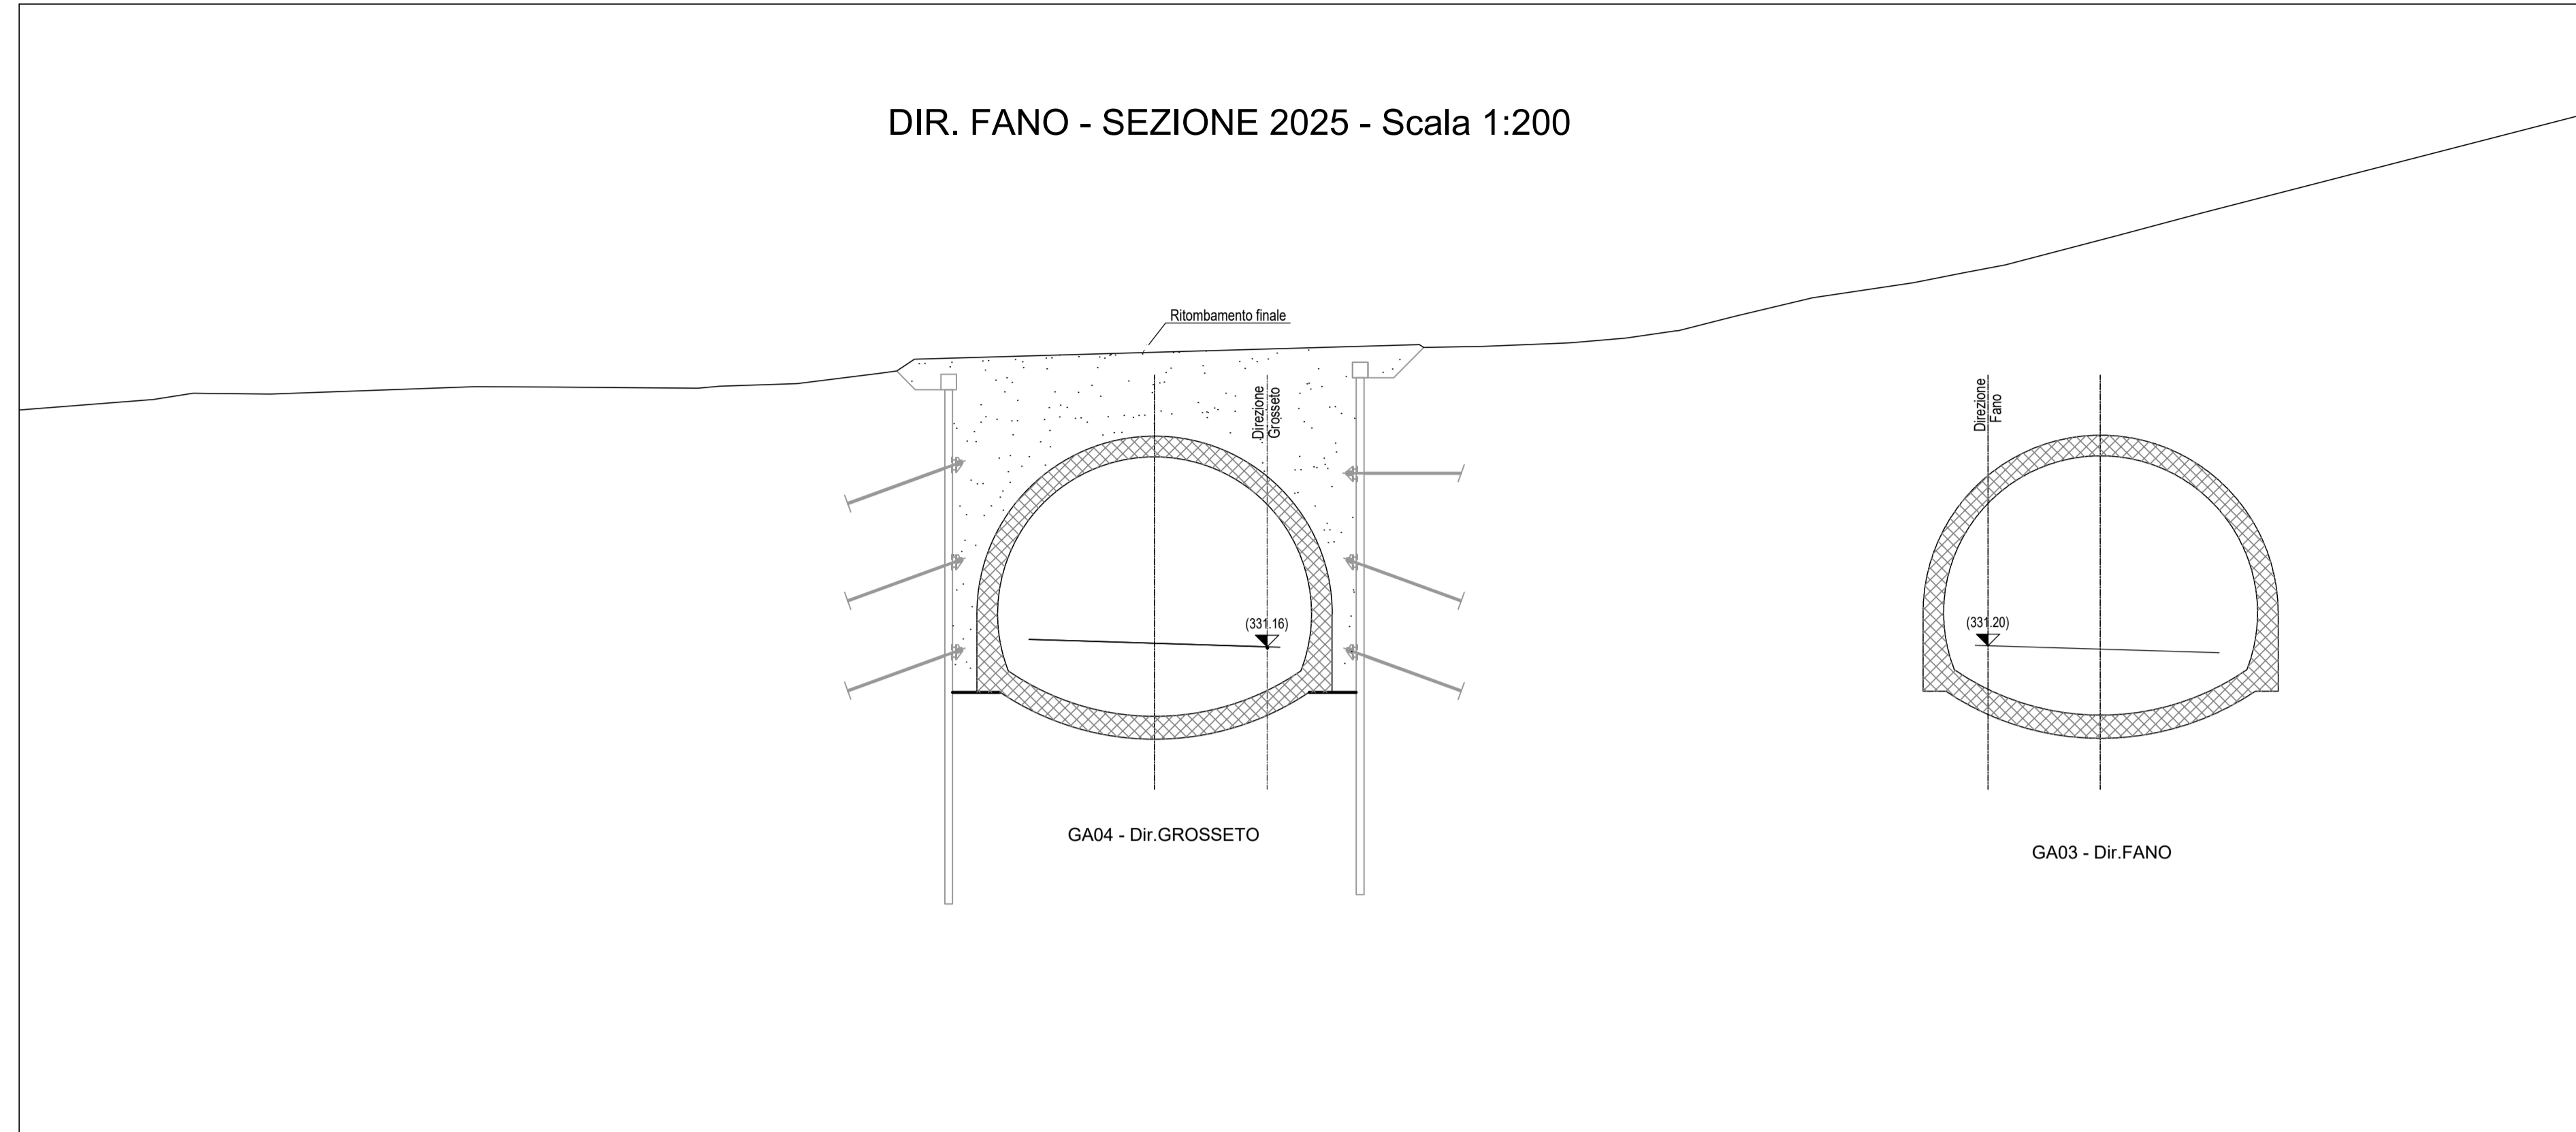 DIR. FANO - SEZIONE 2025 - Scala 1:200
Ritombamento finale
Direzione
Grosseto
Direzione
Fano
(331.16)
(331.20)
GA04 - Dir.GROSSETO
GA03 - Dir.FANO